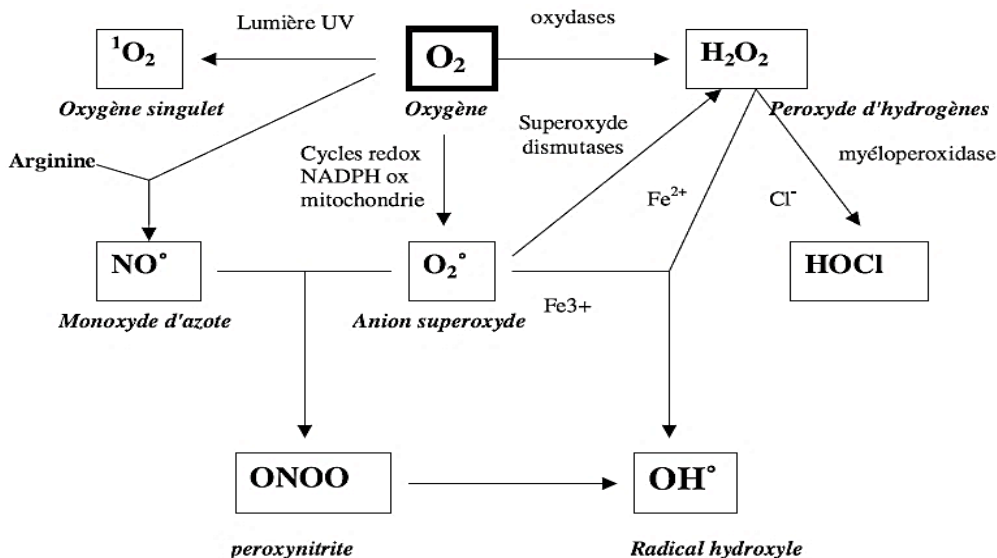 Lumière UV
oxydases
¹O₂
O₂
H₂O₂
Oxygène singulet
Oxygène
Peroxyde d'hydrogènes
Arginine
Cycles redox
NADPH ox
mitochondrie
Superoxyde
dismutases
myéloperoxidase
Fe²⁺
Cl⁻
NO°
O₂°
HOCl
Monoxyde d'azote
Anion superoxyde
Fe3+
ONOO
OH°
peroxynitrite
Radical hydroxyle